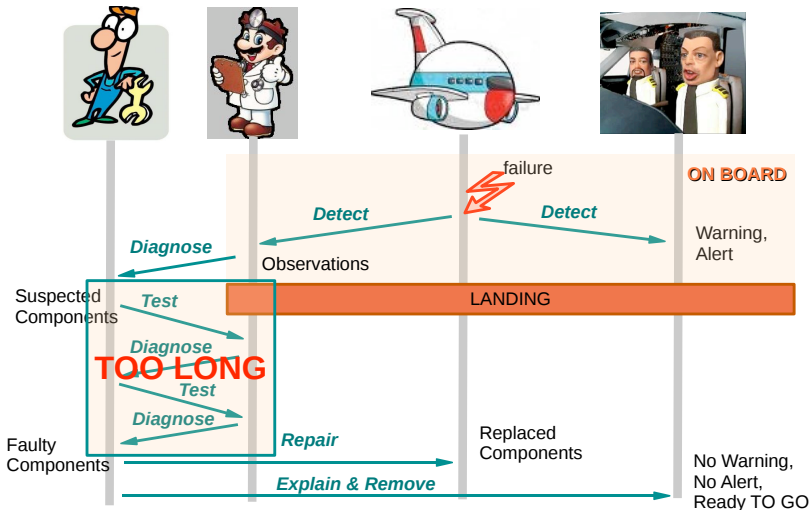 failure
ON BOARD
Detect
Detect
Warning,
Alert
Diagnose
Observations
Suspected
Components
Test
LANDING
Diagnose
TOO LONG
Test
Diagnose
Faulty
Components
Repair
Replaced
Components
Explain & Remove
No Warning,
No Alert,
Ready TO GO